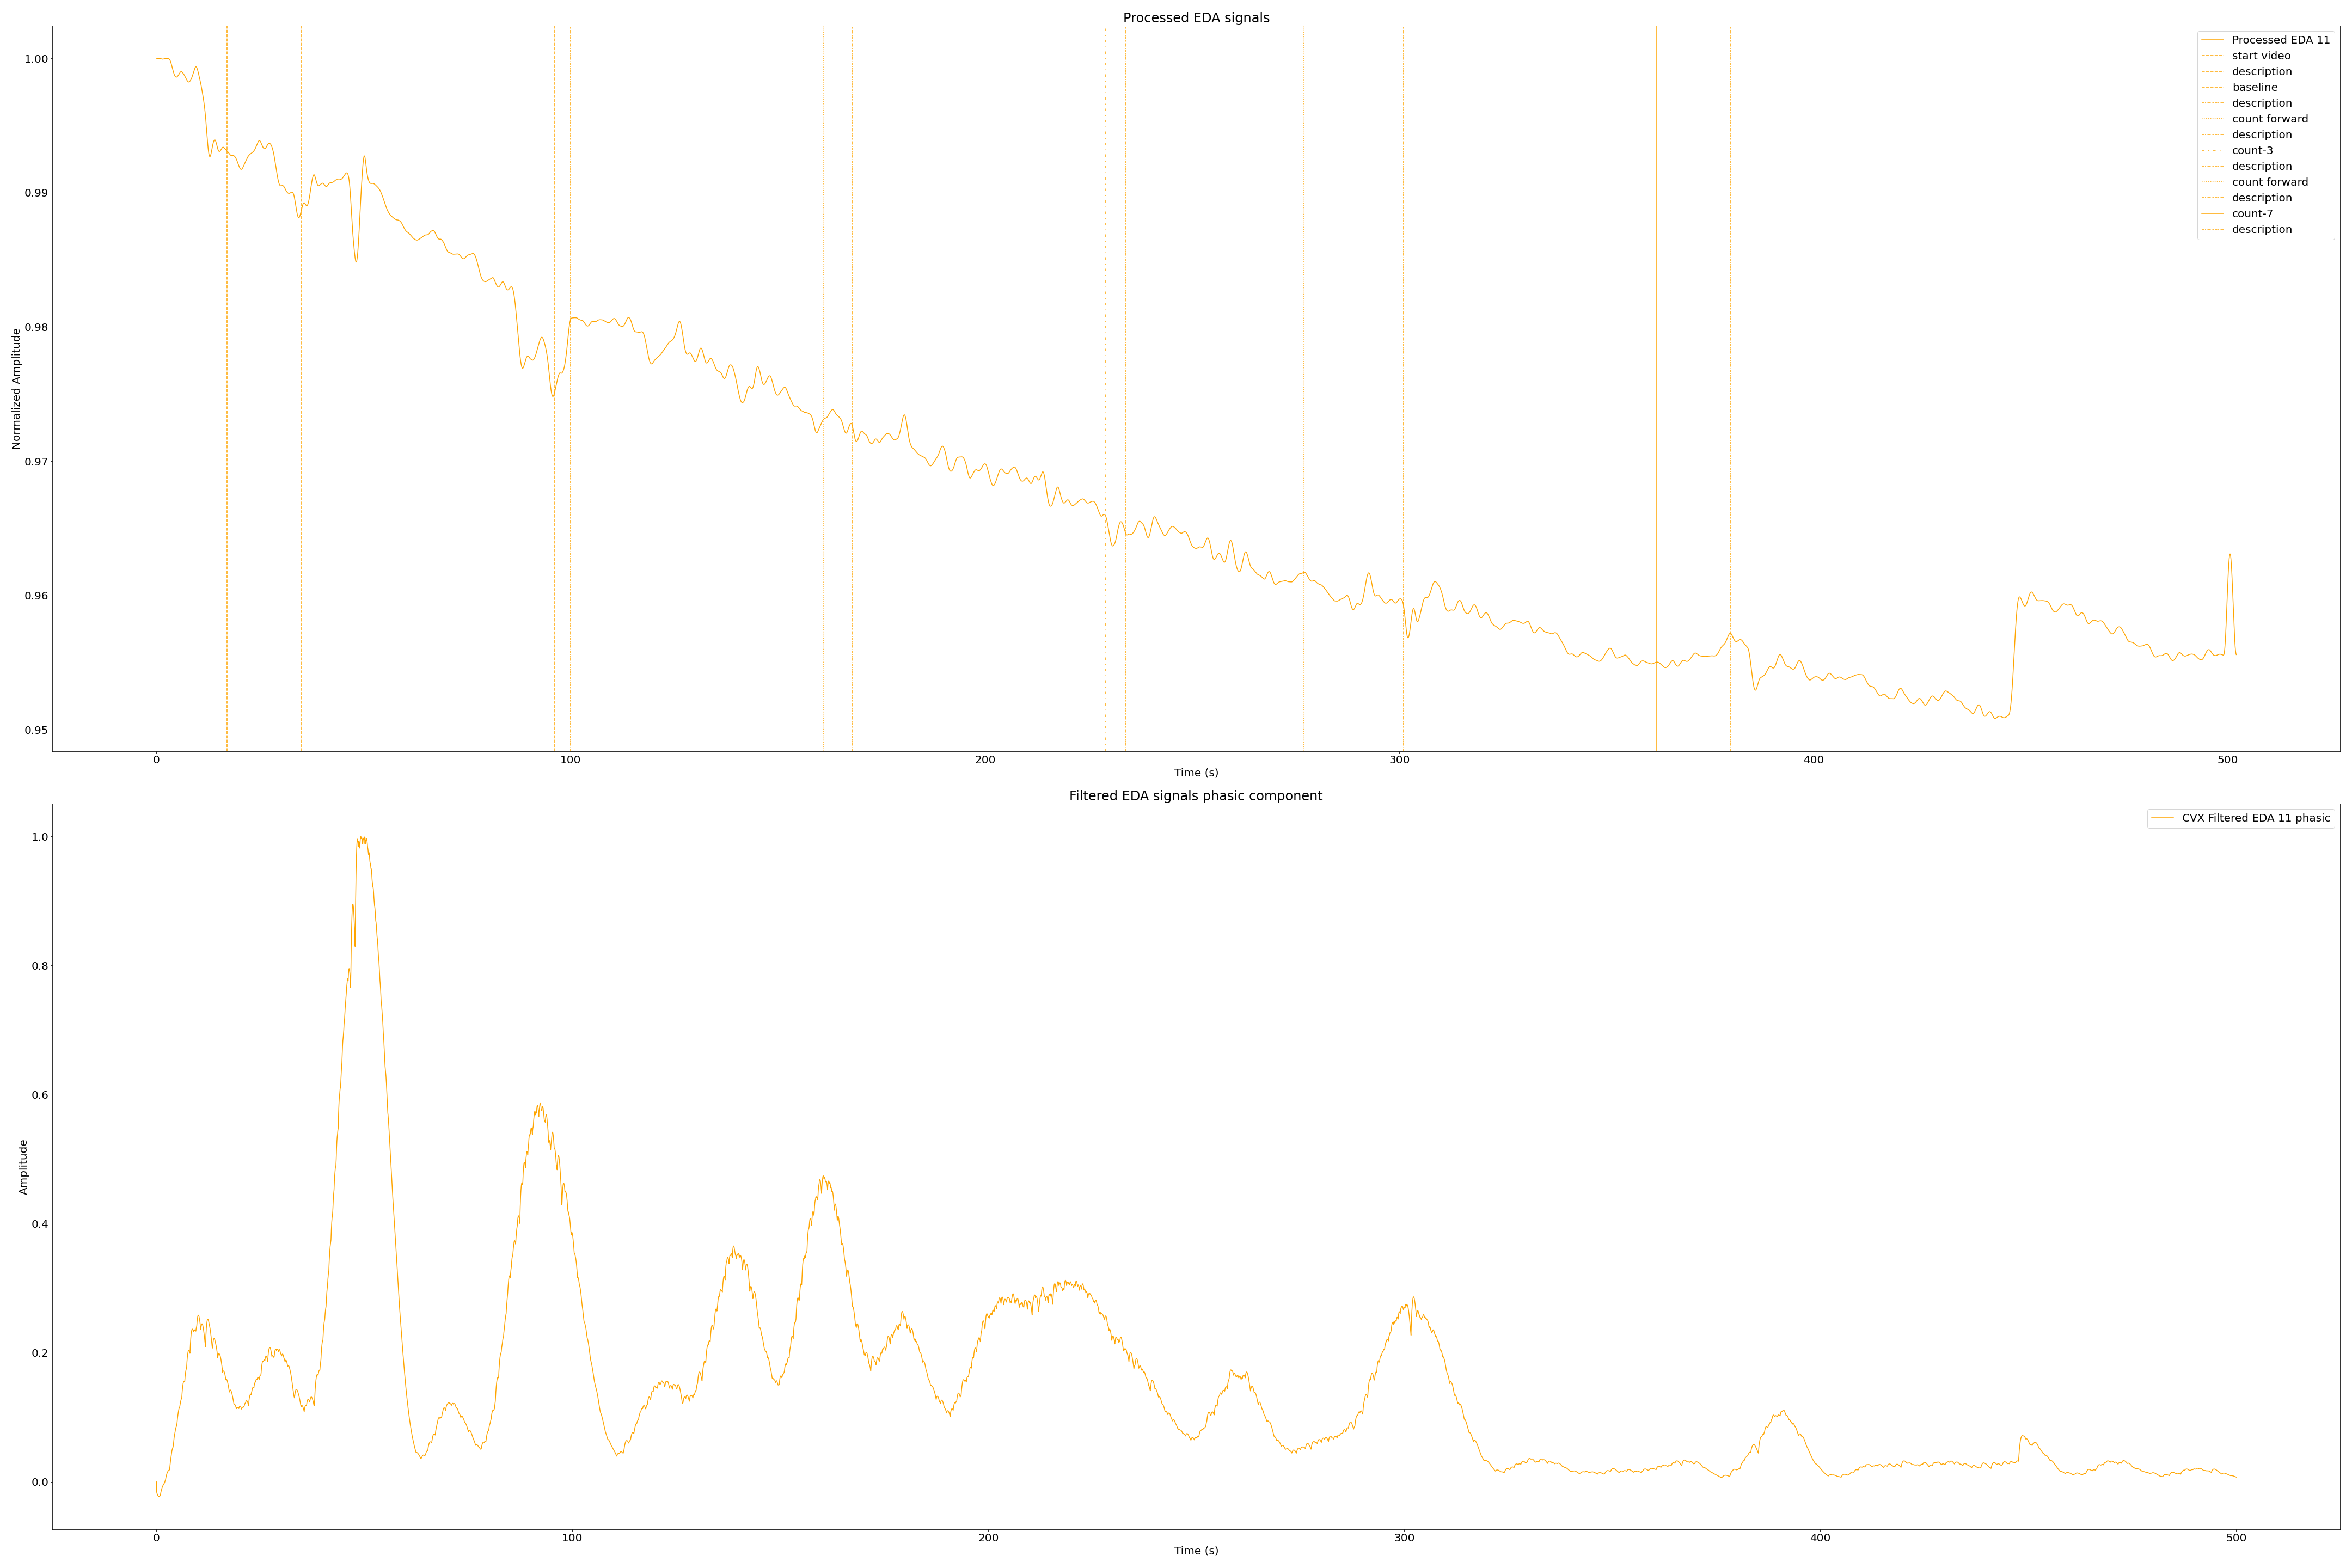 Processed EDA signals
1.00
0.99
0.98
0.97
0.96
0.95
Normalized Amplitude
Processed EDA 11
start video
description
baseline
description
count forward
description
count-3
description
count forward
description
count-7
description
0 100 200 300 400 500
Time (s)
Filtered EDA signals phasic component
1.0
0.8
0.6
0.4
0.2
0.0
Amplitude
CVX Filtered EDA 11 phasic
0 100 200 300 400 500
Time (s)